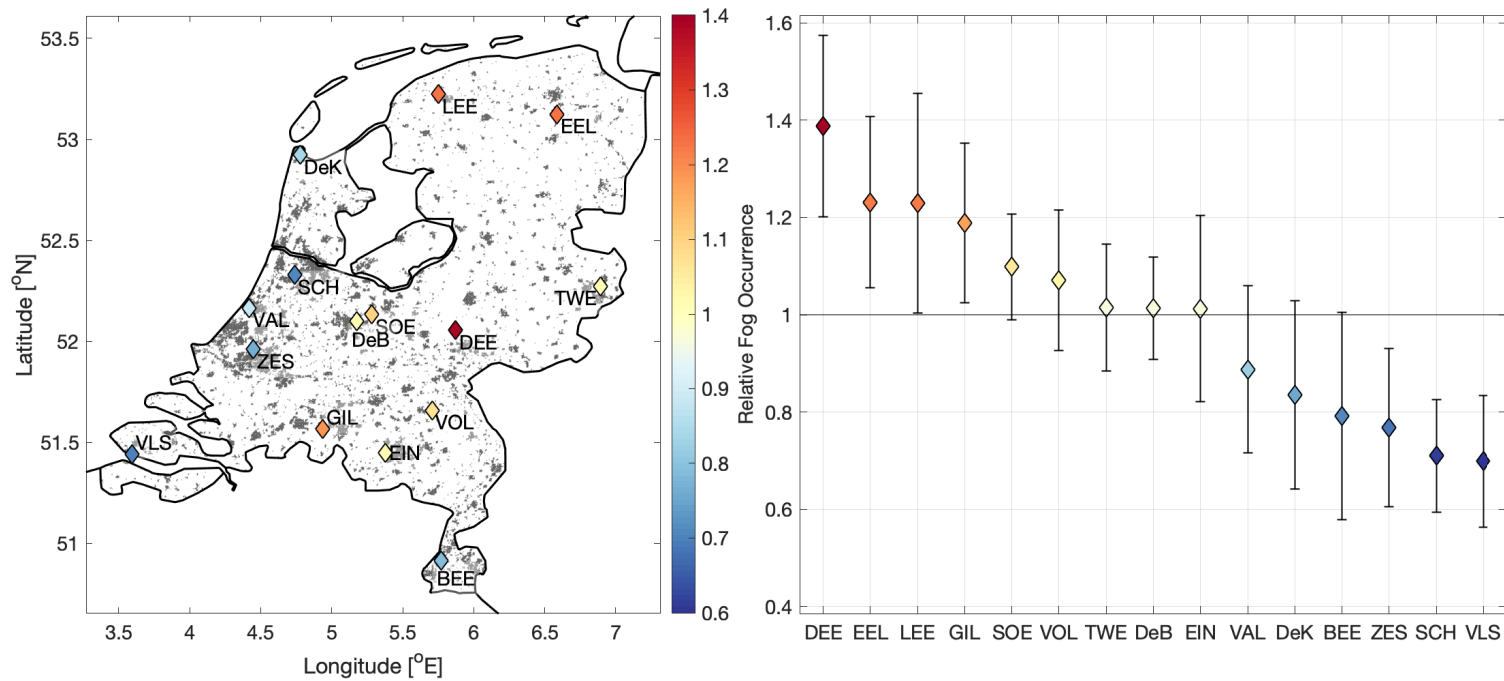 53.5
53
52.5
52
51.5
51
Latitude [°N]
3.5 4 4.5 5 5.5 6 6.5 7
Longitude [°E]
LEE
EEL
DeK
SCH
TWE
VAL
SOE
DeB
DEE
ZES
GIL
VOL
VLS
EIN
BEE
1.4
1.3
1.2
1.1
1
0.9
0.8
0.7
0.6
Relative Fog Occurrence
1.6
1.4
1.2
1
0.8
0.6
0.4
DEE EEL LEE GIL SOE VOL TWE DeB EIN VAL DeK BEE ZES SCH VLS